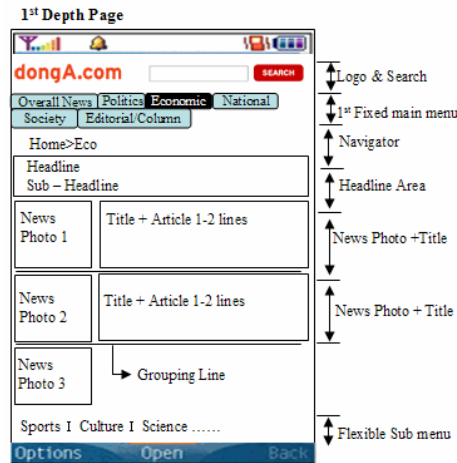 1st Depth Page
dongA.com
SEARCH
Logo & Search
Overall News Politics Economic National
Society Editorial/Column
1st Fixed main menu
Home>Eco
Navigator
Headline
Sub – Headline
Headline Area
News
Photo 1
Title + Article 1-2 lines
News Photo +Title
News
Photo 2
Title + Article 1-2 lines
News Photo + Title
News
Photo 3
Grouping Line
Sports I Culture I Science ……
Flexible Sub menu
Options Open Back